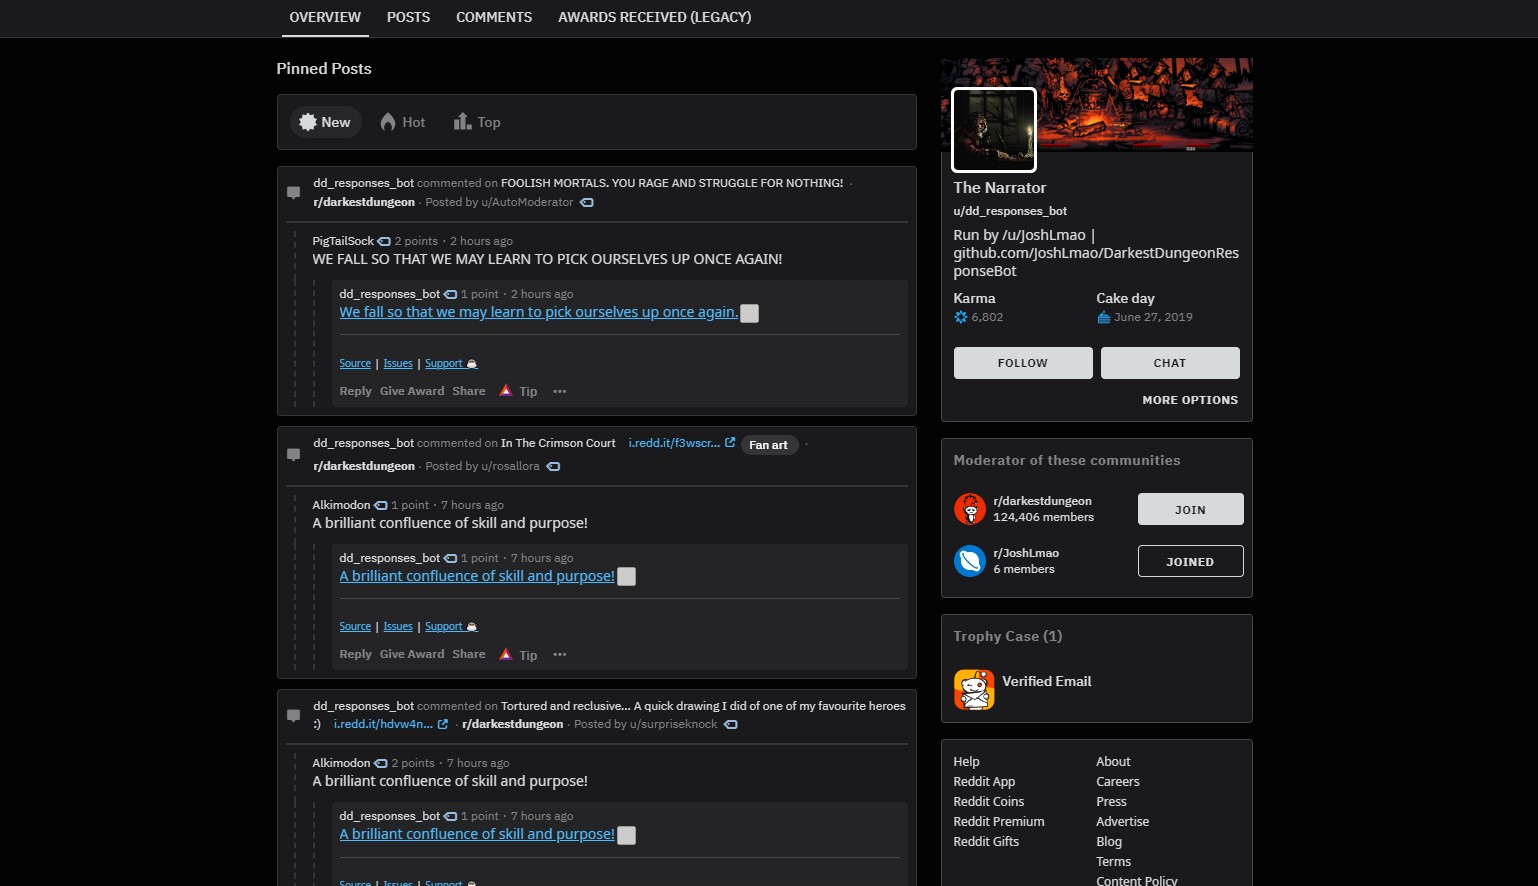 OVERVIEW POSTS COMMENTS AWARDS RECEIVED (LEGACY)
Pinned Posts
New Hot Top
dd_responses_bot commented on FOOLISH MORTALS. YOU RAGE AND STRUGGLE FOR NOTHING! ·
r/darkestdungeon · Posted by u/AutoModerator
PigTailSock 2 points · 2 hours ago
WE FALL SO THAT WE MAY LEARN TO PICK OURSELVES UP ONCE AGAIN!
dd_responses_bot 1 point · 2 hours ago
We fall so that we may learn to pick ourselves up once again.
Source | Issues | Support ☕
Reply Give Award Share Tip ···
dd_responses_bot commented on In The Crimson Court i.redd.it/f3wscr... Fan art ·
r/darkestdungeon · Posted by u/rosallora
Alkimodon 1 point · 7 hours ago
A brilliant confluence of skill and purpose!
dd_responses_bot 1 point · 7 hours ago
A brilliant confluence of skill and purpose!
Source | Issues | Support ☕
Reply Give Award Share Tip ···
dd_responses_bot commented on Tortured and reclusive... A quick drawing I did of one of my favourite heroes
:) i.redd.it/hdvw4n... · r/darkestdungeon · Posted by u/surpriseknock
Alkimodon 2 points · 7 hours ago
A brilliant confluence of skill and purpose!
dd_responses_bot 1 point · 7 hours ago
A brilliant confluence of skill and purpose!
Source | Issues | Support ☕
The Narrator
u/dd_responses_bot
Run by /u/JoshLmao |
github.com/JoshLmao/DarkestDungeonRes
ponseBot
Karma Cake day
6,802 June 27, 2019
FOLLOW CHAT
MORE OPTIONS
Moderator of these communities
r/darkestdungeon
124,406 members
JOIN
r/JoshLmao
6 members
JOINED
Trophy Case (1)
Verified Email
Help About
Reddit App Careers
Reddit Coins Press
Reddit Premium Advertise
Reddit Gifts Blog
Terms
Content Policy